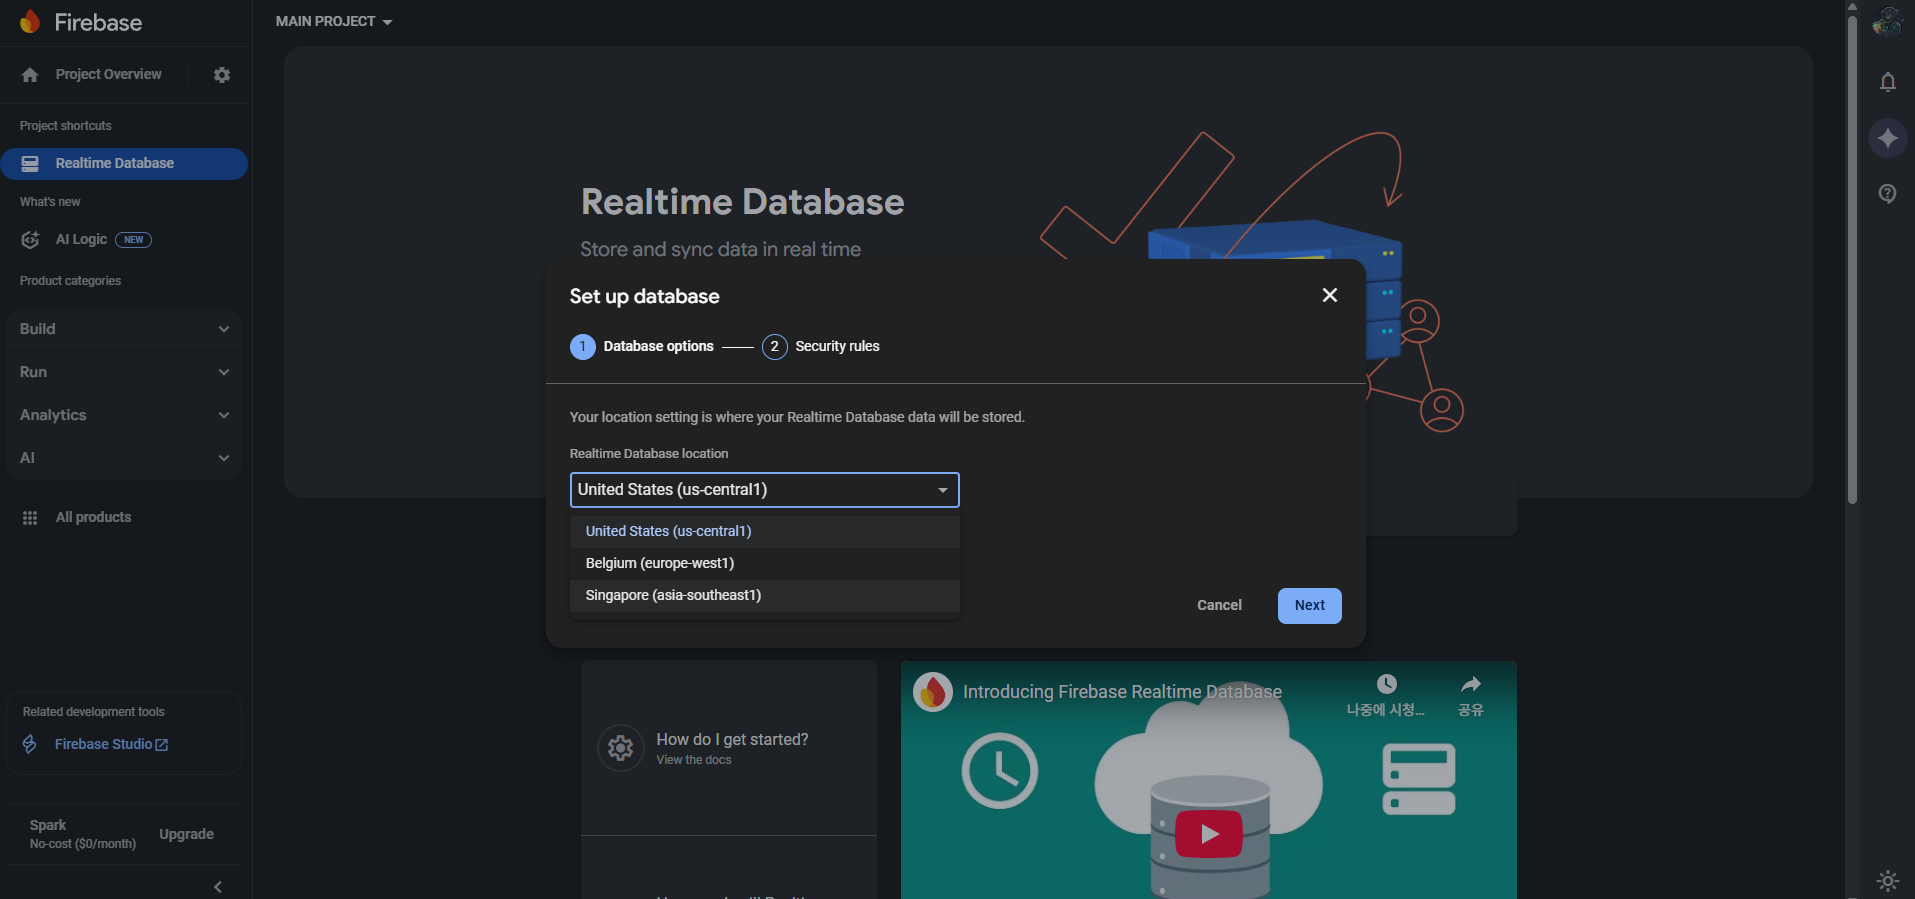 Firebase
MAIN PROJECT
Project Overview
Project shortcuts
Realtime Database
What's new
AI Logic NEW
Product categories
Build
Run
Analytics
AI
All products
Related development tools
Firebase Studio
Spark
No-cost ($0/month)
Upgrade
Realtime Database
Store and sync data in real time
Set up database
1 Database options
2 Security rules
Your location setting is where your Realtime Database data will be stored.
Realtime Database location
United States (us-central1)
United States (us-central1)
Belgium (europe-west1)
Singapore (asia-southeast1)
Cancel
Next
How do I get started?
View the docs
Introducing Firebase Realtime Database
나중에 시청...
공유